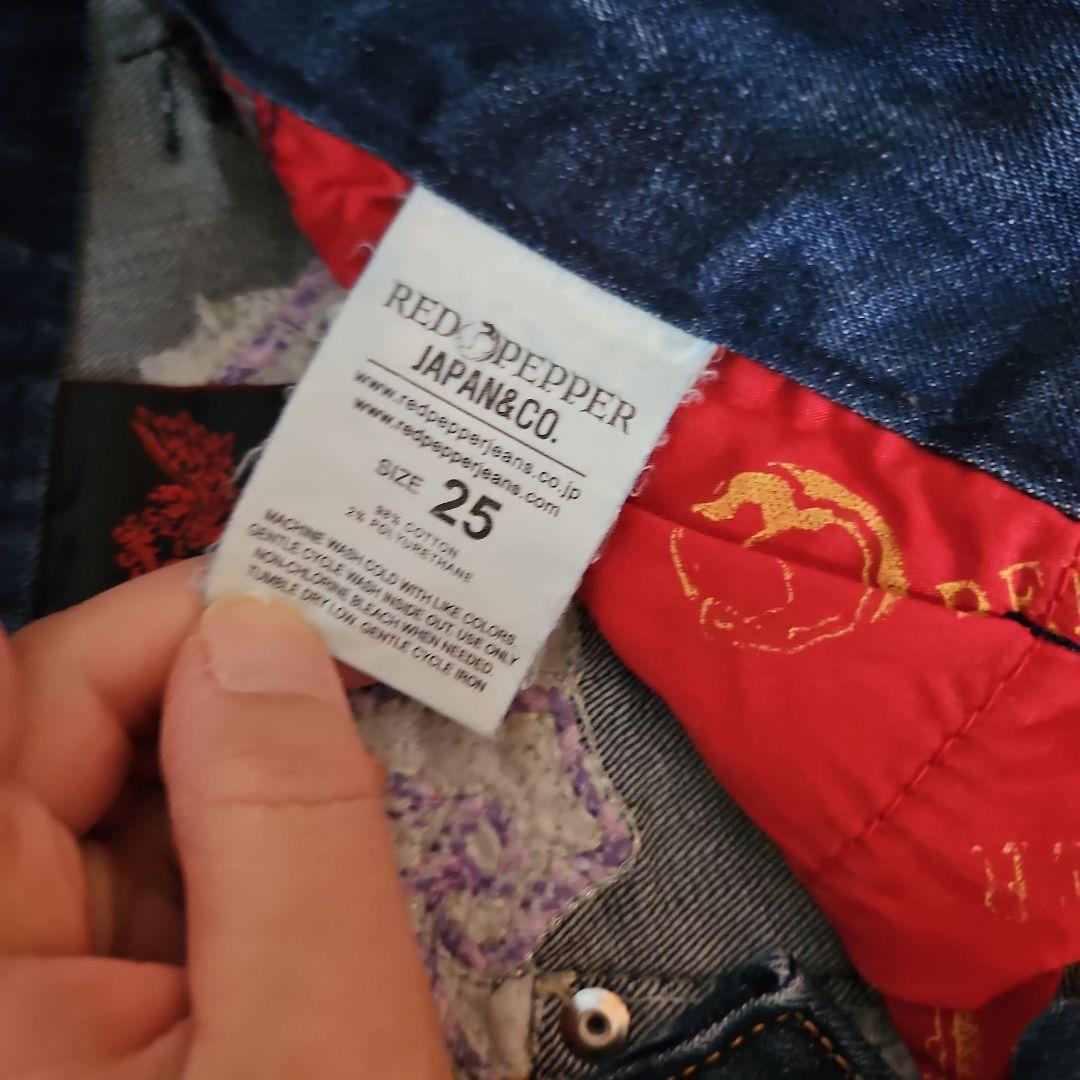 RED PEPPER
JAPAN&CO.
www.redpepperjeans.co.jp
www.redpepperjeans.com
SIZE 25
98% COTTON
2% POLYURETHANE
MACHINE WASH COLD WITH LIKE COLORS.
GENTLE CYCLE WASH INSIDE OUT, USE ONLY
NON-CHLORINE BLEACH WHEN NEEDED.
TUMBLE DRY LOW. GENTLE CYCLE IRON